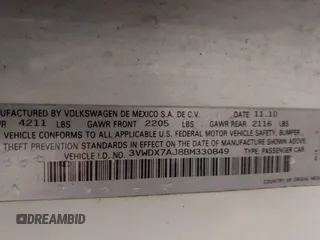 NUFACTURED BY VOLKSWAGEN DE MEXICO S.A. DE C.V. DATE 11.10
WR 4211 LBS GAWR FRONT 2205 LBS GAWR REAR 2116 LBS
VEHICLE CONFORMS TO ALL APPLICABLE U.S. FEDERAL MOTOR VEHICLE SAFETY, BUMPER
THEFT PREVENTION STANDARDS IN EFFECT ON THE DATE OF MANUFACTURE SHOWN
VEHICLE I.D. NO. 3VWDX7AJ8BM330849 TYPE PASSENGER CAR
DREAMBID